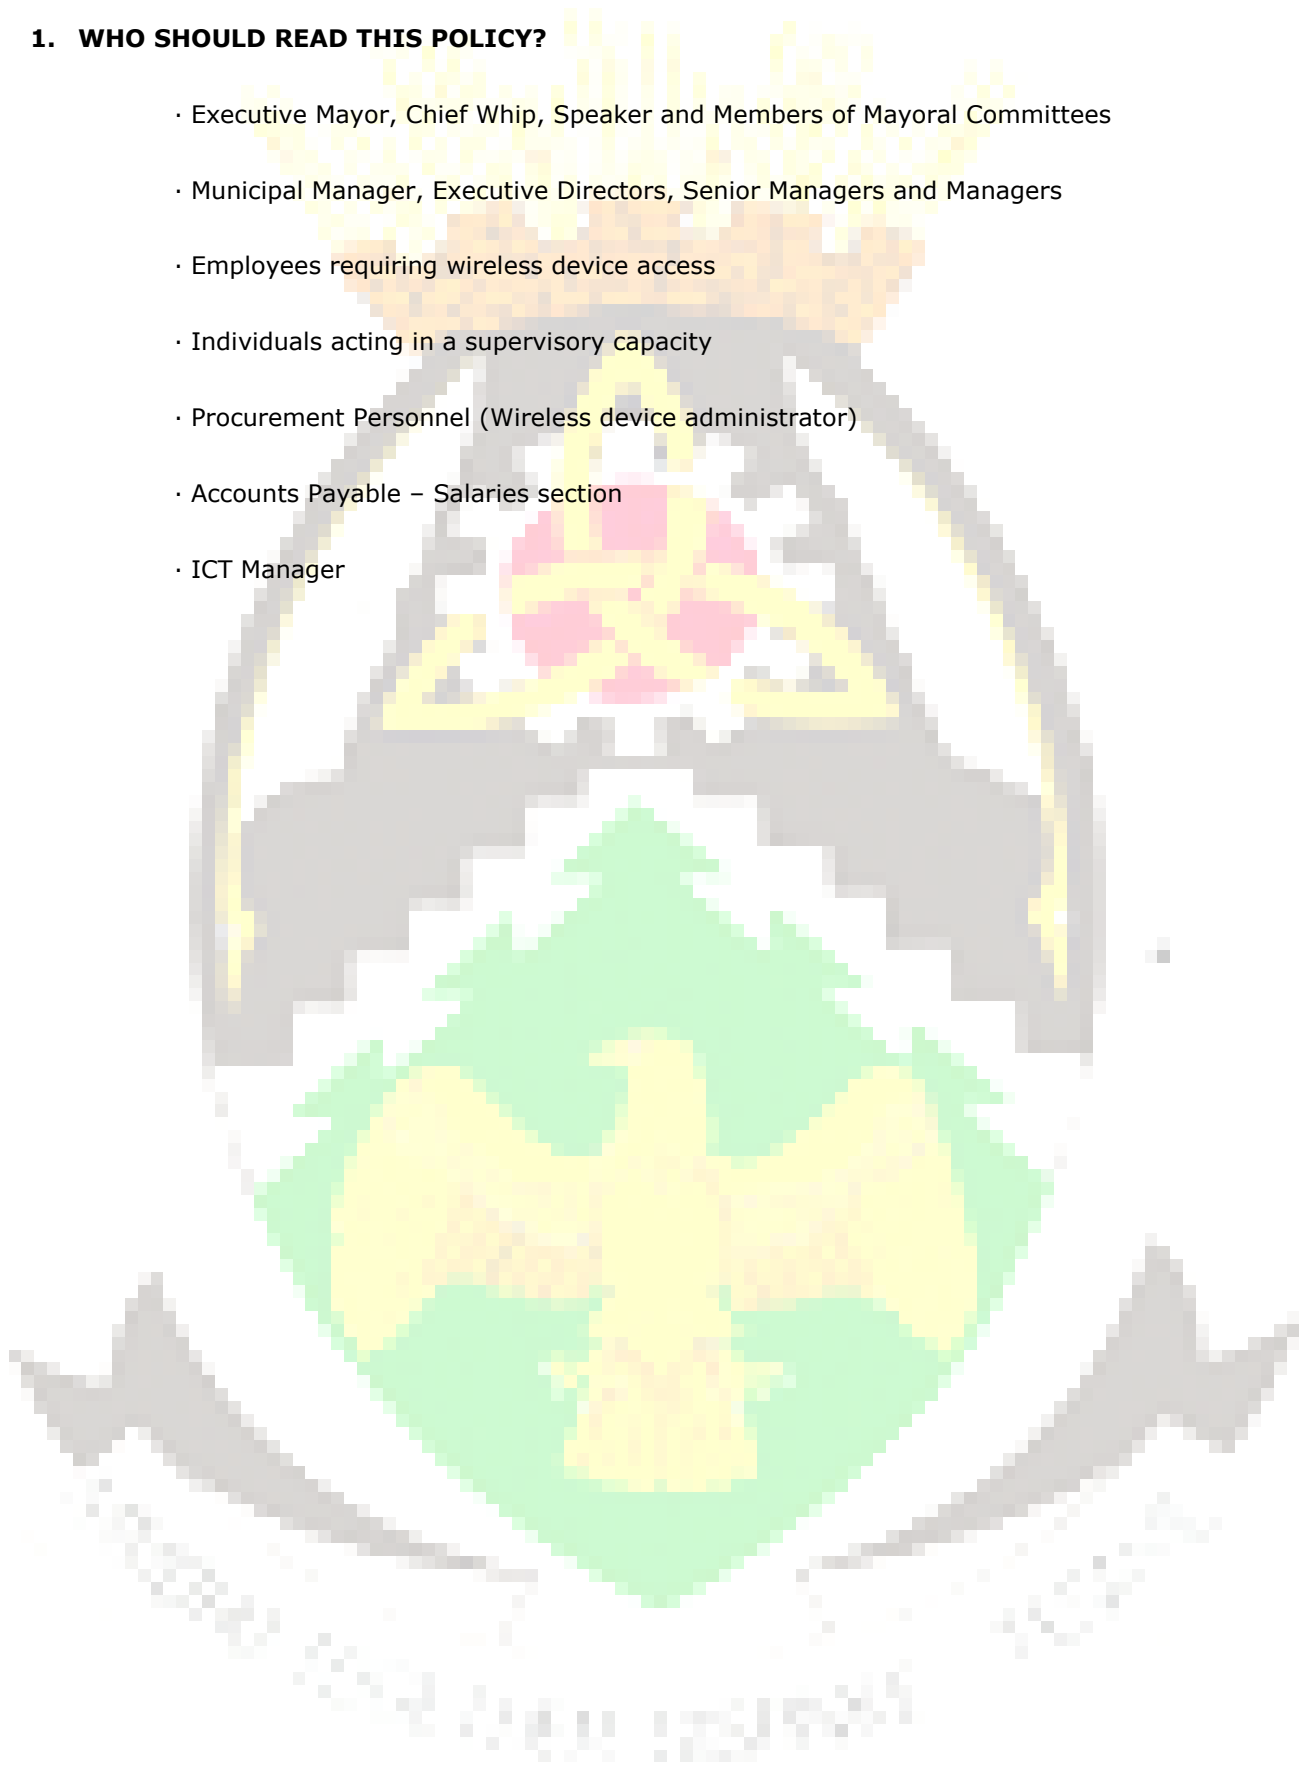 1. WHO SHOULD READ THIS POLICY?
· Executive Mayor, Chief Whip, Speaker and Members of Mayoral Committees
· Municipal Manager, Executive Directors, Senior Managers and Managers
· Employees requiring wireless device access
· Individuals acting in a supervisory capacity
· Procurement Personnel (Wireless device administrator)
· Accounts Payable – Salaries section
· ICT Manager